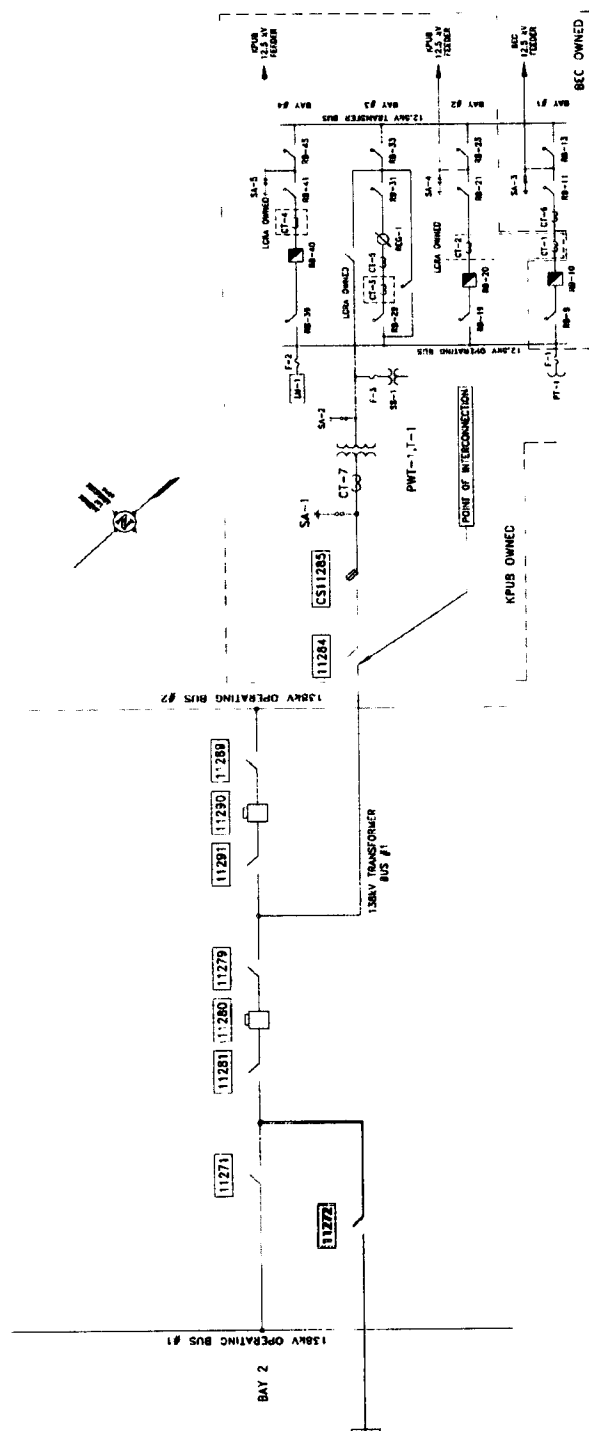 KPUB
12.5 kV
FEEDER
KPUB
12.5 kV
FEEDER
BEC
12.5 kV
FEEDER
BEC OWNED
BAY #4
BAY #3
BAY #2
BAY #1
12.5kV TRANSFER BUS
SA-5
RB-43
RB-41
LCRA OWNED
CT-4
RB-40
RB-39
F-2
RB-33
RB-31
REG-1
LCRA OWNED
CT-5
CT-3
RB-29
SA-4
RB-23
RB-21
LCRA OWNED
CT-2
RB-20
RB-19
SA-3
RB-13
RB-11
CT-6
CT-1
RB-10
RB-9
F-1
PT-1
12.5kV OPERATING BUS
F-3
SB-1
SA-2
PWT-1,T-1
CT-7
SA-1
CS11285
11284
POINT OF INTERCONNECTION
KPUB OWNED
N
138kV OPERATING BUS #2
11289
11290
11291
138kV TRANSFORMER
BUS #1
11279
11280
11281
11271
11272
138kV OPERATING BUS #1
BAY 2